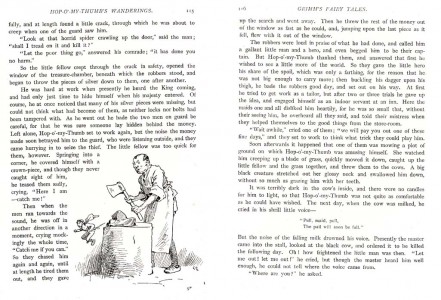 HOP-O'-MY-THUMB'S WANDERINGS. 115
fully, and at length found a little crack, through which he was about to
creep when one of the guard saw him.
"Look at that horrid spider crawling up the door," said the man;
"shall I tread on it and kill it?"
"Let the poor thing go," answered his comrade; "it has done you
no harm."
So the little fellow crept through the crack in safety, opened the
window of the treasure-chamber, beneath which the robbers stood, and
began to throw the pieces of silver down to them, one after another.
He was hard at work when presently he heard the King coming,
and had only just time to hide himself when his majesty entered. Of
course, he at once noticed that many of his silver pieces were missing, but
could not think what had become of them, as neither locks nor bolts had
been tampered with. As he went out he bade the two men on guard be
careful, for that he was sure someone lay hidden behind the money.
Left alone, Hop-o'-my-Thumb set to work again, but the noise the money
made soon betrayed him to the guard, who were listening outside, and they
came hurrying in to seize the thief. The little fellow was too quick for
them, however. Springing into a
corner, he covered himself with a
crown-piece, and though they never
caught sight of him,
he teased them sadly,
crying, "Here I am
—catch me!"
Then when the
men ran towards the
sound, he was off in
another direction in a
moment, crying mock-
ingly the whole time,
"Catch me if you can."
So they chased him
again and again, until
at length he tired them
out, and they gave
116 GRIMM'S FAIRY TALES.
up the search and went away. Then he threw the rest of the money out
of the window as fast as he could, and, jumping upon the last piece as it
fell, flew with it out of the window.
The robbers were loud in praise of what he had done, and called him
a gallant little man and a hero, and even begged him to be their cap-
tain. But Hop-o'-my-Thumb thanked them, and answered that first he
wished to see a little more of the world. So they gave the little hero
his share of the spoil, which was only a farthing, for the reason that he
was not big enough to carry more; then buckling his dagger upon his
thigh, he bade the robbers good day, and set out on his way. At first
he tried to get work at a tailor, but after two or three trials he gave up
the idea, and engaged himself as an indoor servant at an inn. Here the
maids one and all disliked him heartily, for he was so small that, without
their seeing him, he overheard all they said, and told their mistress when
they helped themselves to the good things from the store-room.
"Wait awhile," cried one of them; "we will pay you out one of these
fine days," and they set to work to think what trick they could play him.
Soon afterwards it happened that one of them was mowing a plot of
ground on which Hop-o'-my-Thumb was amusing himself. She watched
him creeping up a blade of grass, quickly mowed it down, caught up the
little fellow and the grass together, and threw them to the cows. A big
black creature stretched out her glossy neck and swallowed him down,
without so much as grazing him with her teeth.
It was terribly dark in the cow's inside, and there were no candles
for him to light, so that Hop-o'-my-Thumb was not quite as comfortable
as he could have wished. Then when the cow was milked, he
cried in his shrill little voice—
"Pull, maid, pull,
The pail will soon be full."
But the noise of the falling milk drowned his voice. Presently the master
came into the stall, looked at the black cow, and ordered it to be killed
the following day. Oh! how frightened the little man was then. "Let
me out! let me out!" he cried, but though the master heard him well
enough, he could not tell where the voice came from.
"Where are you?" he asked.